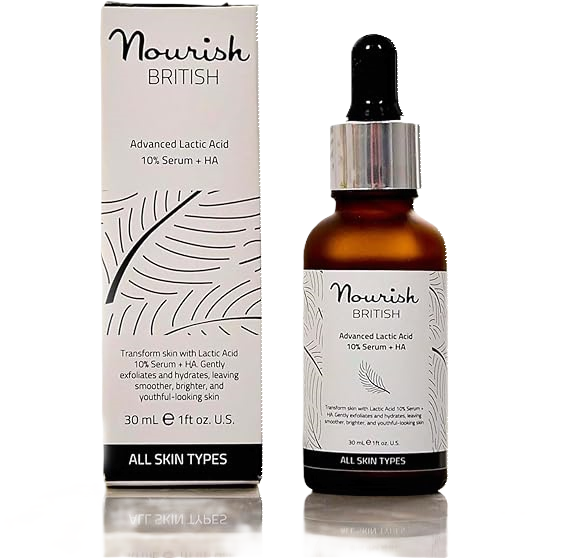 Nourish
BRITISH
Advanced Lactic Acid
10% Serum + HA
Transform skin with Lactic Acid
10% Serum + HA. Gently
exfoliates and hydrates, leaving
smoother, brighter, and
youthful-looking skin
30 mL ℮ 1ft oz. U.S.
ALL SKIN TYPES
Nourish
BRITISH
Advanced Lactic Acid
10% Serum + HA
Transform skin with Lactic Acid 10% Serum +
HA. Gently exfoliates and hydrates, leaving
smoother, brighter, and youthful-looking skin
30 mL ℮ 1ft oz. U.S.
ALL SKIN TYPES